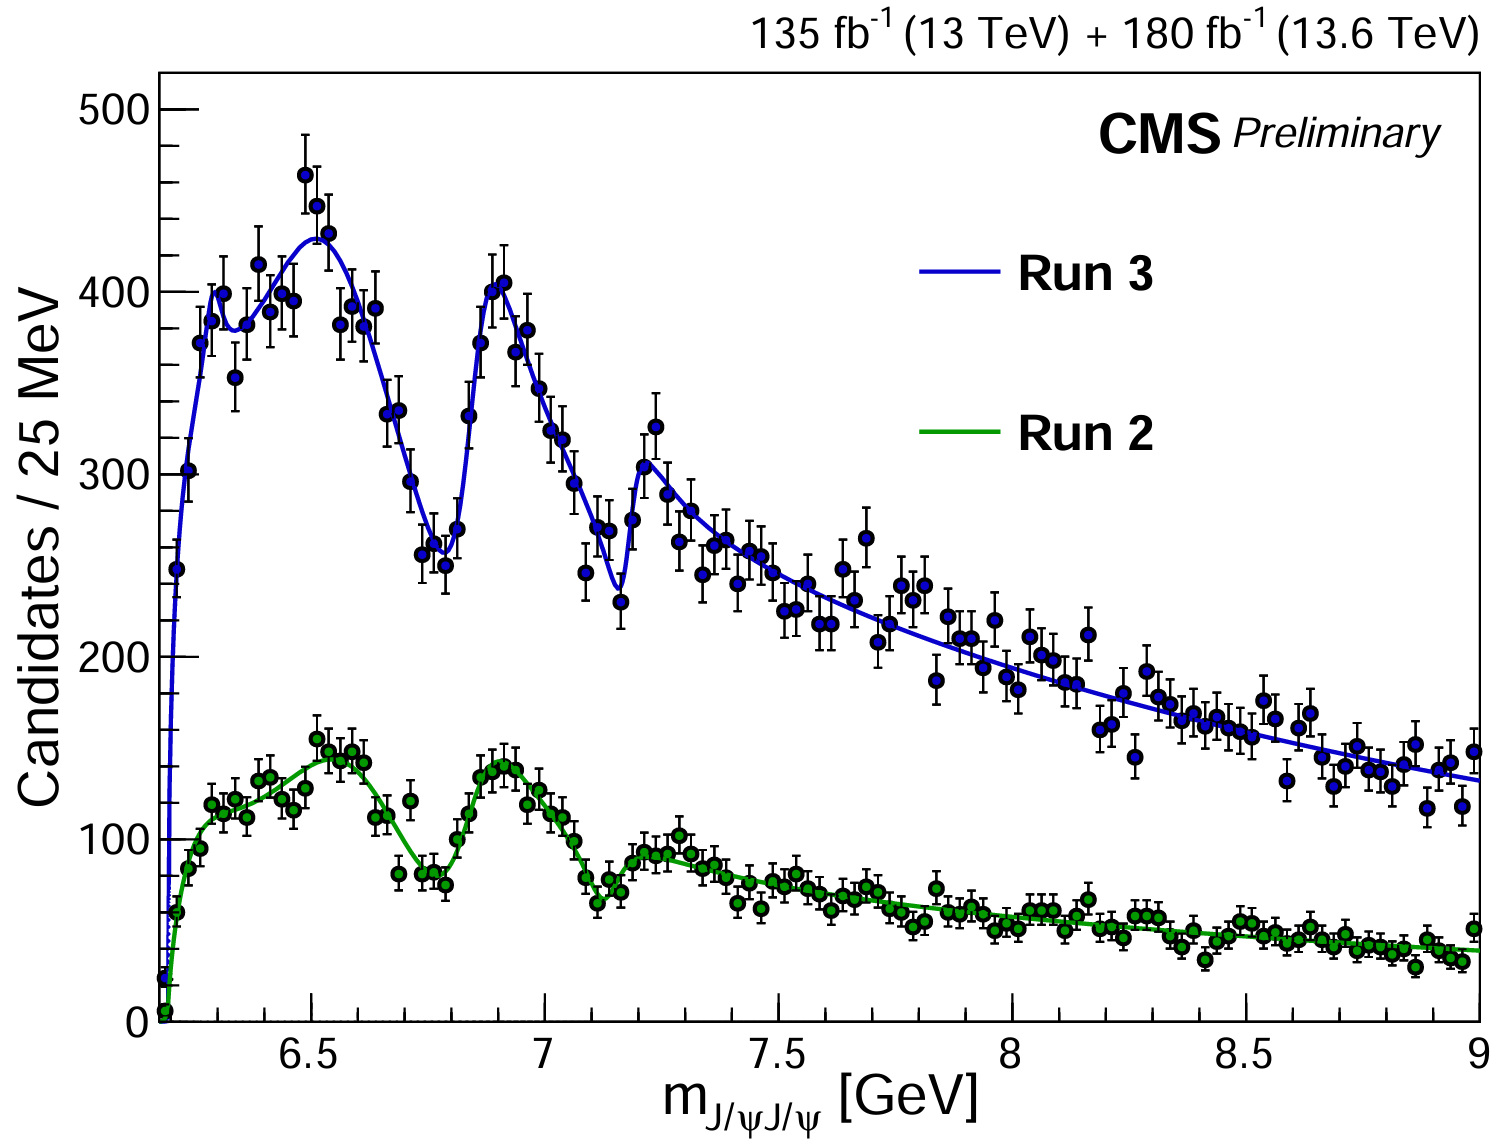 135 fb⁻¹ (13 TeV) + 180 fb⁻¹ (13.6 TeV)
CMS Preliminary
Run 3
Run 2
Candidates / 25 MeV
500
400
300
200
100
0
6.5 7 7.5 8 8.5 9
m J/ψJ/ψ [GeV]